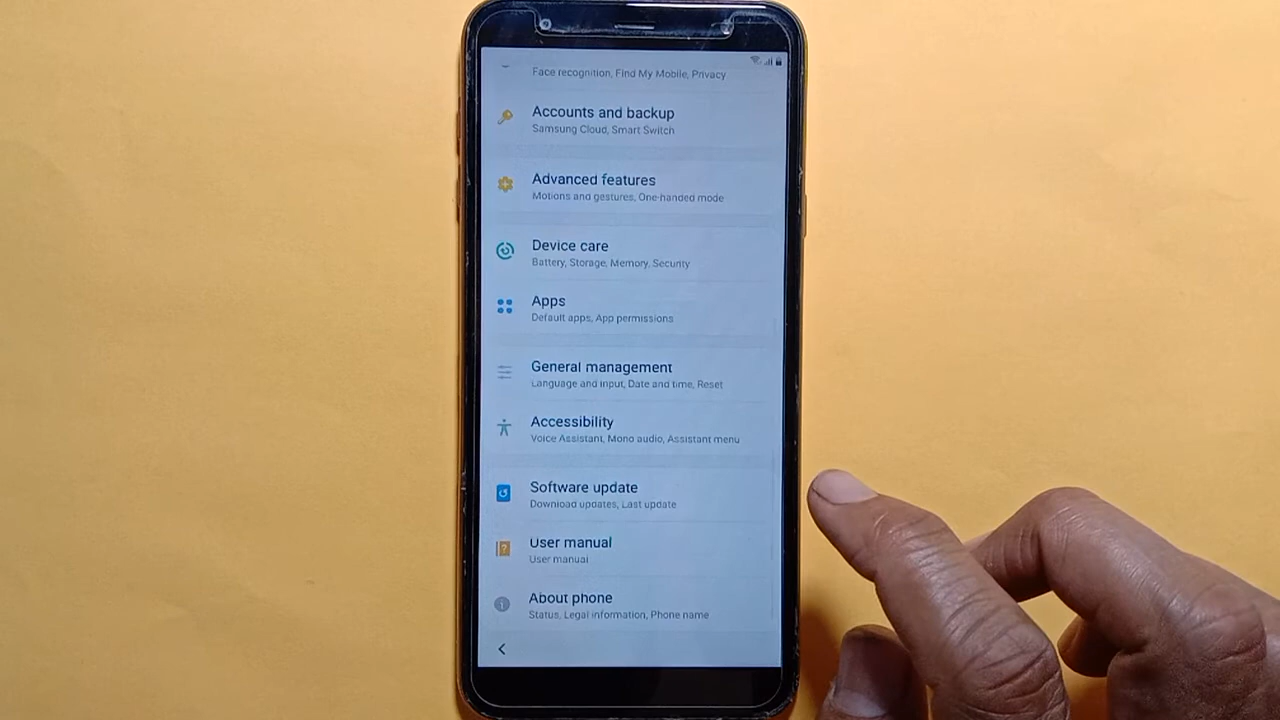 Face recognition, Find My Mobile, Privacy
Accounts and backup
Samsung Cloud, Smart Switch
Advanced features
Motions and gestures, One-handed mode
Device care
Battery, Storage, Memory, Security
Apps
Default apps, App permissions
General management
Language and input, Date and time, Reset
Accessibility
Voice Assistant, Mono audio, Assistant menu
Software update
Download updates, Last update
User manual
User manual
About phone
Status, Legal information, Phone name